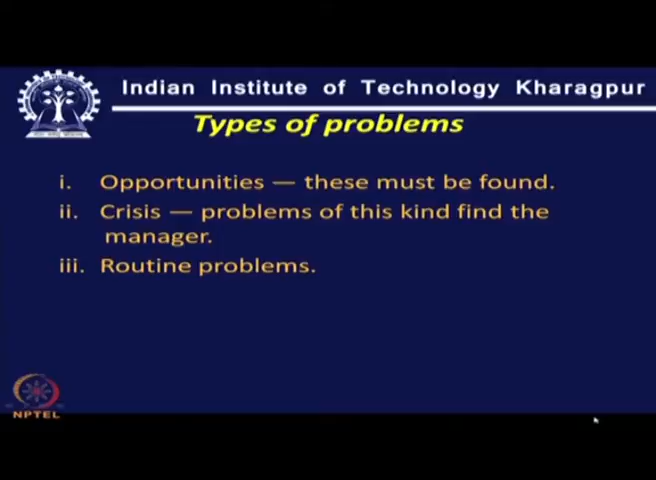 Indian Institute of Technology Kharagpur
Types of problems
i. Opportunities — these must be found.
ii. Crisis — problems of this kind find the
manager.
iii. Routine problems.
NPTEL